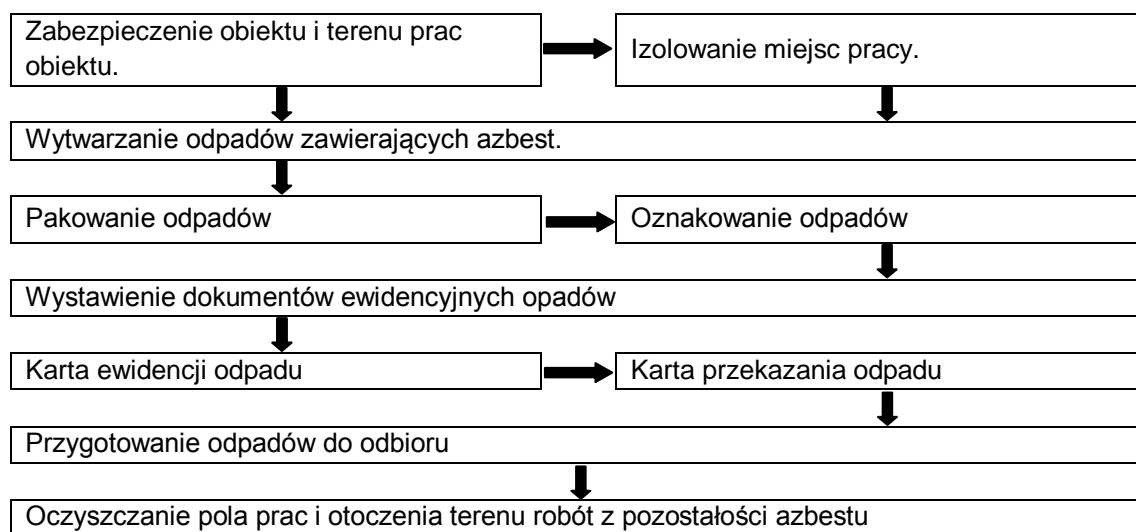 Zabezpieczenie obiektu i terenu prac
obiektu.
Izolowanie miejsc pracy.
Wytwarzanie odpadów zawierających azbest.
Pakowanie odpadów
Oznakowanie odpadów
Wystawienie dokumentów ewidencyjnych opadów
Karta ewidencji odpadu
Karta przekazania odpadu
Przygotowanie odpadów do odbioru
Oczyszczanie pola prac i otoczenia terenu robót z pozostałości azbestu